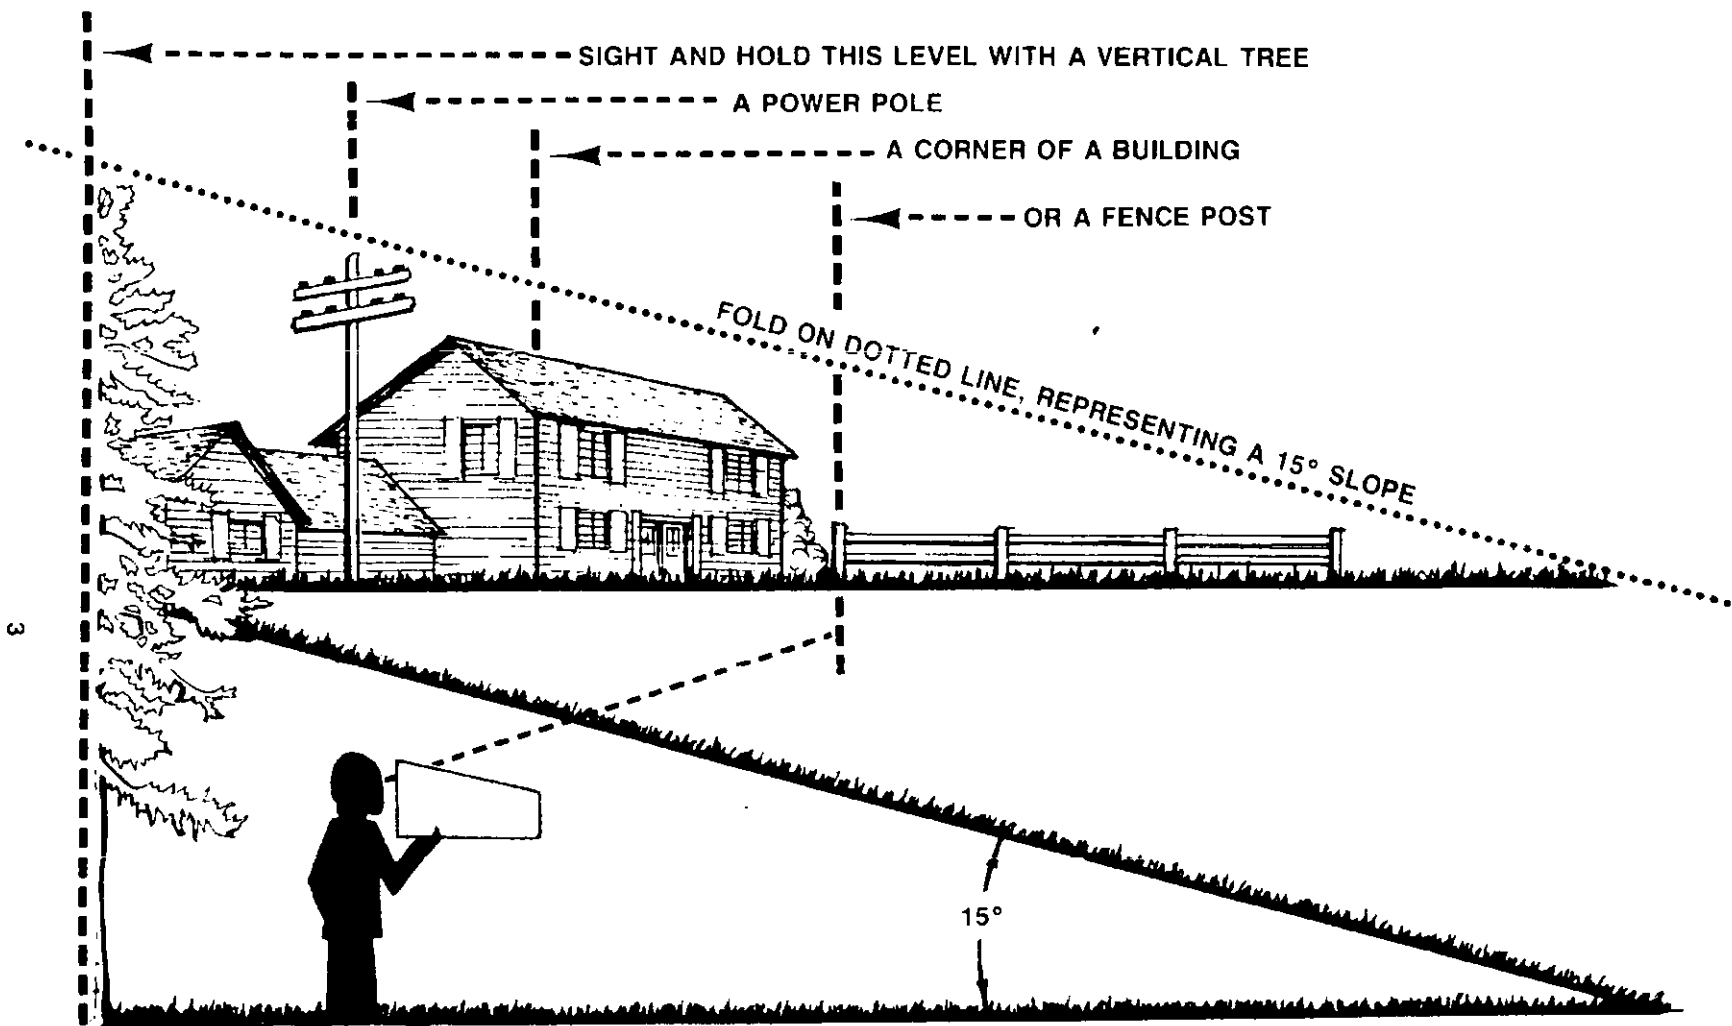 SIGHT AND HOLD THIS LEVEL WITH A VERTICAL TREE
A POWER POLE
A CORNER OF A BUILDING
OR A FENCE POST
FOLD ON DOTTED LINE, REPRESENTING A 15° SLOPE
3
15°